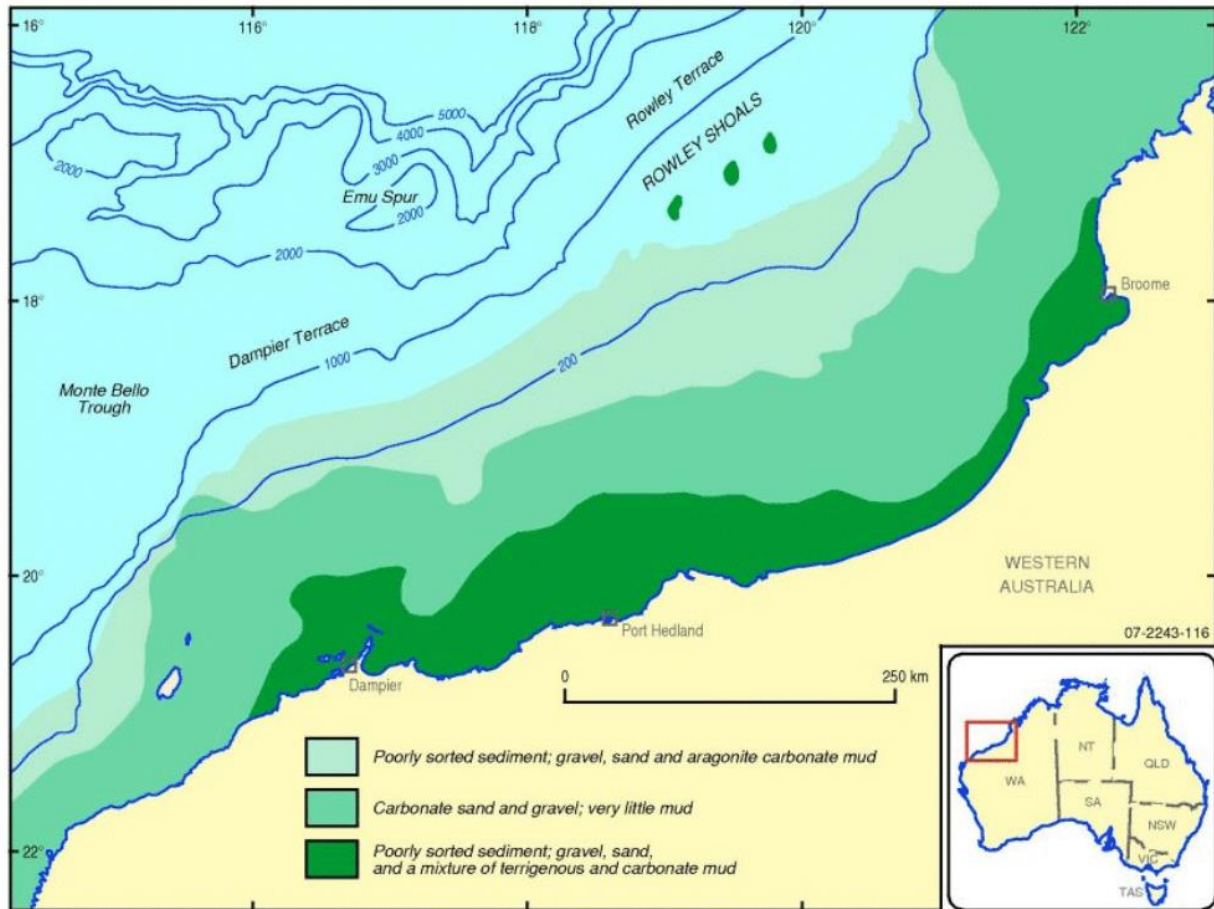 16°
116°
118°
120°
122°
5000
4000
3000
2000
2000
Emu Spur
2000
Rowley Terrace
ROWLEY SHOALS
18°
Broome
Dampier Terrace
1000
200
Monte Bello
Trough
20°
WESTERN
AUSTRALIA
Port Hedland
Dampier
07-2243-116
0
250 km
Poorly sorted sediment; gravel, sand and aragonite carbonate mud
Carbonate sand and gravel; very little mud
Poorly sorted sediment; gravel, sand,
and a mixture of terrigenous and carbonate mud
22°
NT
QLD
WA
SA
NSW
VIC
TAS